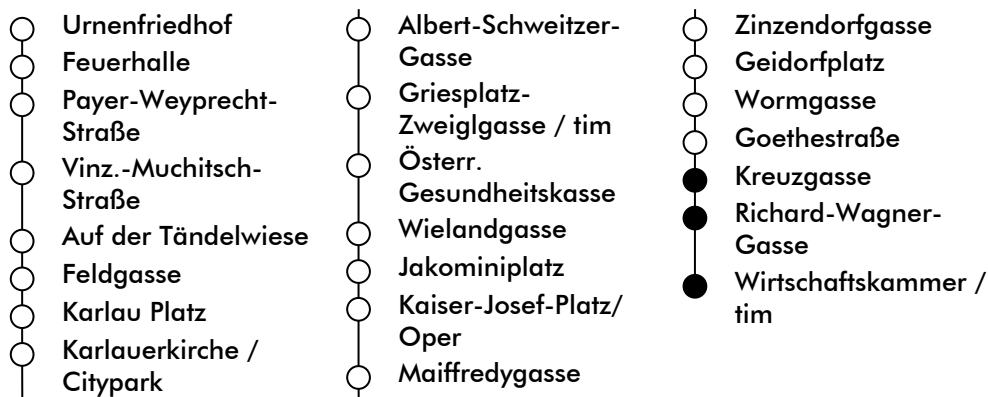 Urnenfriedhof
Feuerhalle
Payer-Weyprecht-
Straße
Vinz.-Muchitsch-
Straße
Auf der Tändelwiese
Feldgasse
Karlau Platz
Karlauerkirche /
Citypark
Albert-Schweitzer-
Gasse
Griesplatz-
Zweiglgasse / tim
Österr.
Gesundheitskasse
Wielandgasse
Jakominiplatz
Kaiser-Josef-Platz/
Oper
Maiffredygasse
Zinzendorfgasse
Geidorfplatz
Wormgasse
Goethestraße
Kreuzgasse
Richard-Wagner-
Gasse
Wirtschaftskammer /
tim